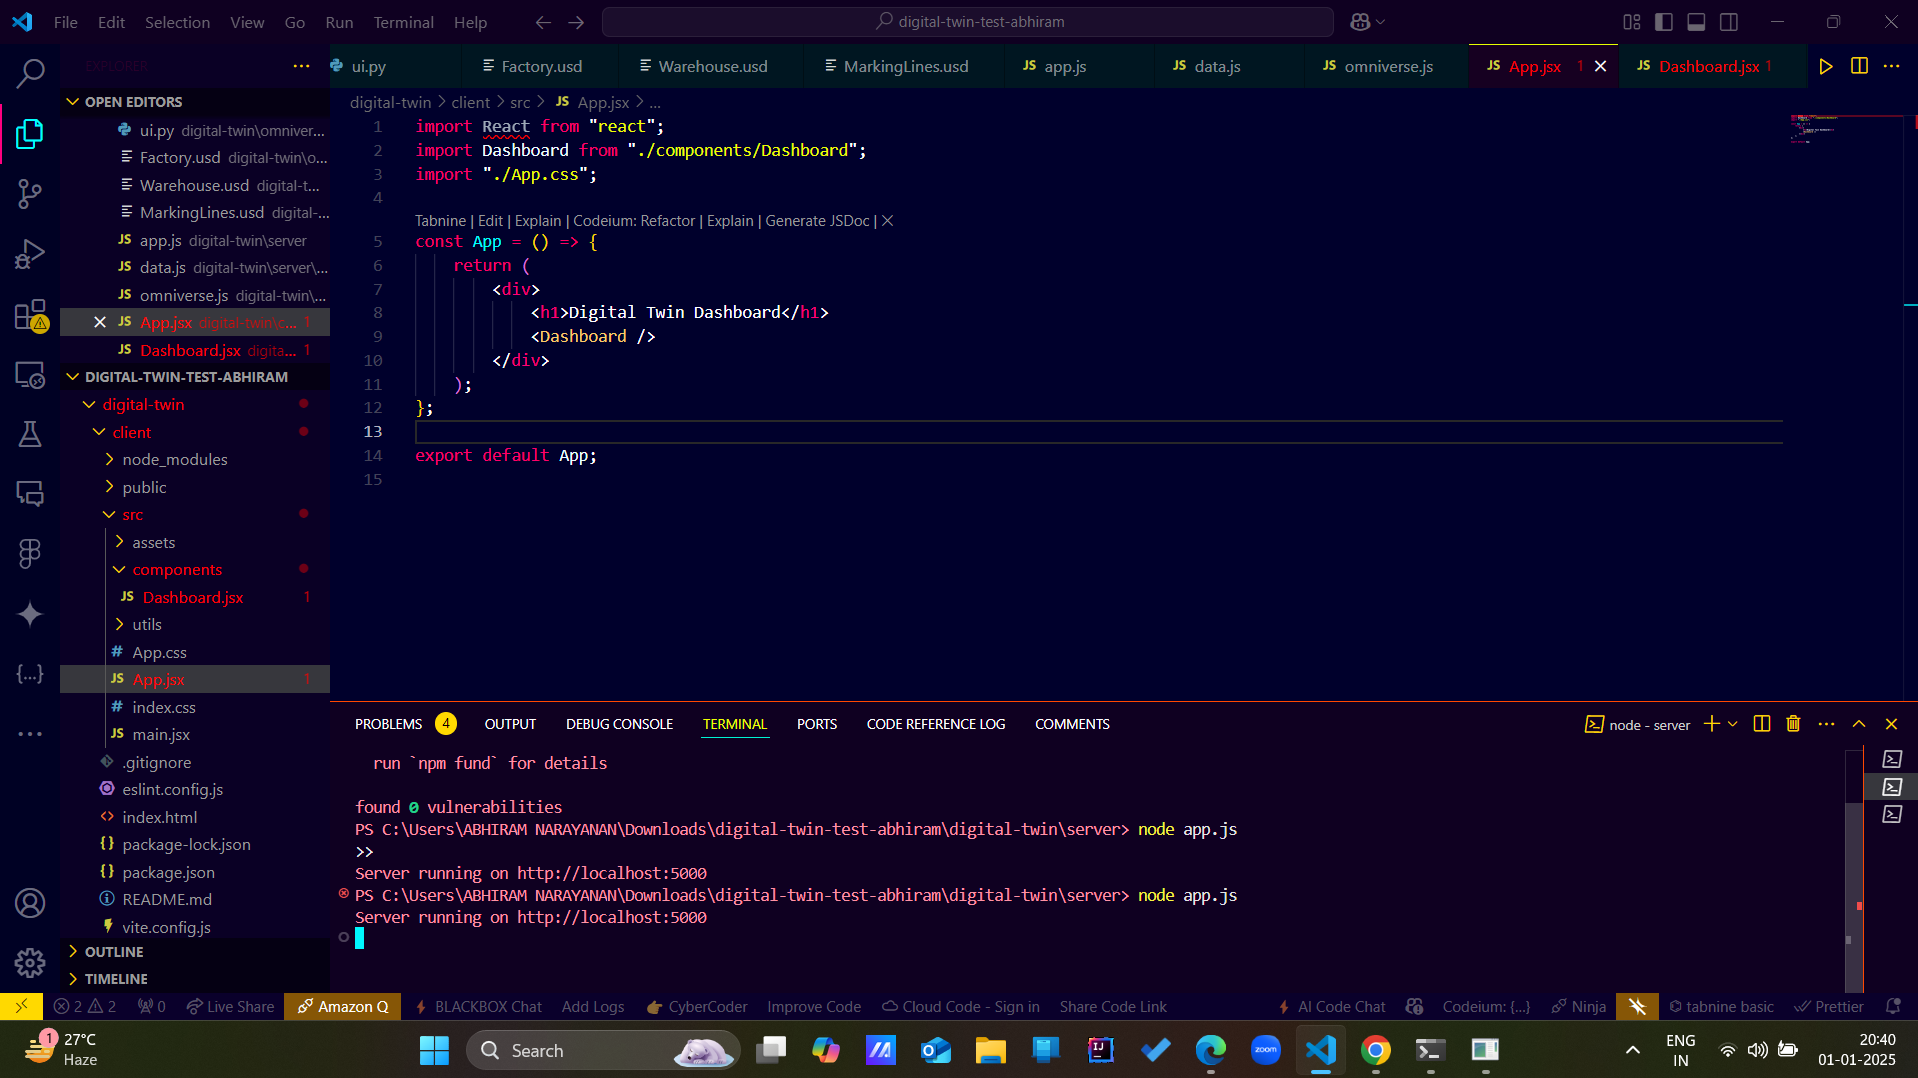 File Edit Selection View Go Run Terminal Help
digital-twin-test-abhiram
EXPLORER
OPEN EDITORS
ui.py digital-twin\omniver...
Factory.usd digital-twin\o...
Warehouse.usd digital-t...
MarkingLines.usd digital-...
app.js digital-twin\server
data.js digital-twin\server\...
omniverse.js digital-twin\...
App.jsx digital-twin\c... 1
Dashboard.jsx digita... 1
DIGITAL-TWIN-TEST-ABHIRAM
digital-twin
client
node_modules
public
src
assets
components
JS Dashboard.jsx 1
utils
# App.css
JS App.jsx 1
# index.css
JS main.jsx
.gitignore
eslint.config.js
index.html
package-lock.json
package.json
README.md
vite.config.js
OUTLINE
TIMELINE
ui.py Factory.usd Warehouse.usd MarkingLines.usd JS app.js JS data.js JS omniverse.js JS App.jsx 1 JS Dashboard.jsx 1
digital-twin > client > src > JS App.jsx > ...
1 import React from "react";
2 import Dashboard from "./components/Dashboard";
3 import "./App.css";
4
Tabnine | Edit | Explain | Codeium: Refactor | Explain | Generate JSDoc | X
5 const App = () => {
6 return (
7 <div>
8 <h1>Digital Twin Dashboard</h1>
9 <Dashboard />
10 </div>
11 );
12 };
13
14 export default App;
15
PROBLEMS 4 OUTPUT DEBUG CONSOLE TERMINAL PORTS CODE REFERENCE LOG COMMENTS
node - server
run `npm fund` for details
found 0 vulnerabilities
PS C:\Users\ABHIRAM NARAYANAN\Downloads\digital-twin-test-abhiram\digital-twin\server> node app.js
>>
Server running on http://localhost:5000
PS C:\Users\ABHIRAM NARAYANAN\Downloads\digital-twin-test-abhiram\digital-twin\server> node app.js
Server running on http://localhost:5000
2 2 0 Live Share Amazon Q BLACKBOX Chat Add Logs CyberCoder Improve Code Cloud Code - Sign in Share Code Link AI Code Chat Codeium: {...} Ninja tabnine basic Prettier
1 27°C
Haze
Search
zoom
ENG
IN
20:40
01-01-2025